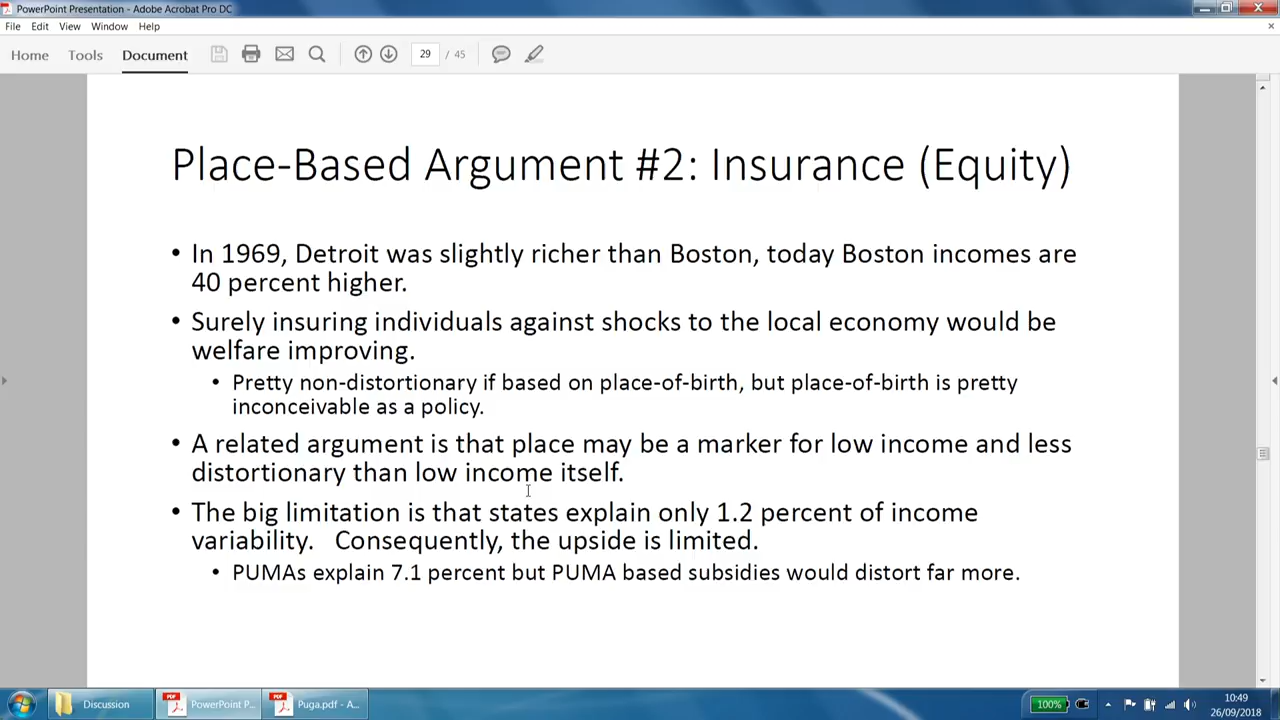 PowerPoint Presentation - Adobe Acrobat Pro DC
File Edit View Window Help
Home Tools Document 29 / 45
Place-Based Argument #2: Insurance (Equity)
• In 1969, Detroit was slightly richer than Boston, today Boston incomes are
40 percent higher.
• Surely insuring individuals against shocks to the local economy would be
welfare improving.
• Pretty non-distortionary if based on place-of-birth, but place-of-birth is pretty
inconceivable as a policy.
• A related argument is that place may be a marker for low income and less
distortionary than low income itself.
• The big limitation is that states explain only 1.2 percent of income
variability. Consequently, the upside is limited.
• PUMAs explain 7.1 percent but PUMA based subsidies would distort far more.
Discussion PowerPoint P... Puga.pdf - A... 100% 10:49
26/09/2018